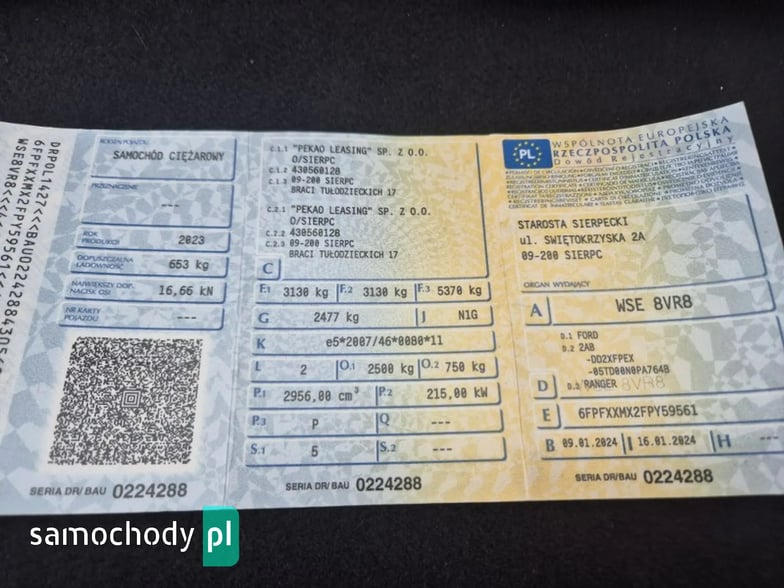 DRPOL1427<<<BAU0224288430564
6FPFXXMX2FPY59561<<<
WSE8VR8<<<
RODZAJ POJAZDU
SAMOCHÓD CIĘŻAROWY
PRZEZNACZENIE
---
ROK PRODUKCJI 2023
DOPUSZCZALNA ŁADOWNOŚĆ 653 kg
NAJWIĘKSZY DOP. NACISK OSI 16,66 kN
NR KARTY POJAZDU ---
SERIA DR/BAU 0224288
C.1.1 "PEKAO LEASING" SP. Z O.O.
O/SIERPC
C.1.2 430560128
C.1.3 09-200 SIERPC
BRACI TUŁODZIECKICH 17
C.2.1 "PEKAO LEASING" SP. Z O.O.
O/SIERPC
C.2.2 430560128
C.2.3 09-200 SIERPC
BRACI TUŁODZIECKICH 17
C
F.1 3130 kg F.2 3130 kg F.3 5370 kg
G 2477 kg J N1G
K e5*2007/46*0080*11
L 2 O.1 2500 kg O.2 750 kg
P.1 2956,00 cm³ P.2 215,00 kW
P.3 P Q ---
S.1 5 S.2 ---
SERIA DR/BAU 0224288
PL
WSPÓLNOTA EUROPEJSKA
RZECZPOSPOLITA POLSKA
Dowód Rejestracyjny
STAROSTA SIERPECKI
ul. ŚWIĘTOKRZYSKA 2A
09-200 SIERPC
ORGAN WYDAJĄCY
A WSE 8VR8
D.1 FORD
D.2 2AB
-DD2XFPEX
-05TD00N0PA764B
D D.3 RANGER 8VR8
E 6FPFXXMX2FPY59561
B 09.01.2024 I 16.01.2024 H ---
SERIA DR/BAU 0224288
samochody pl